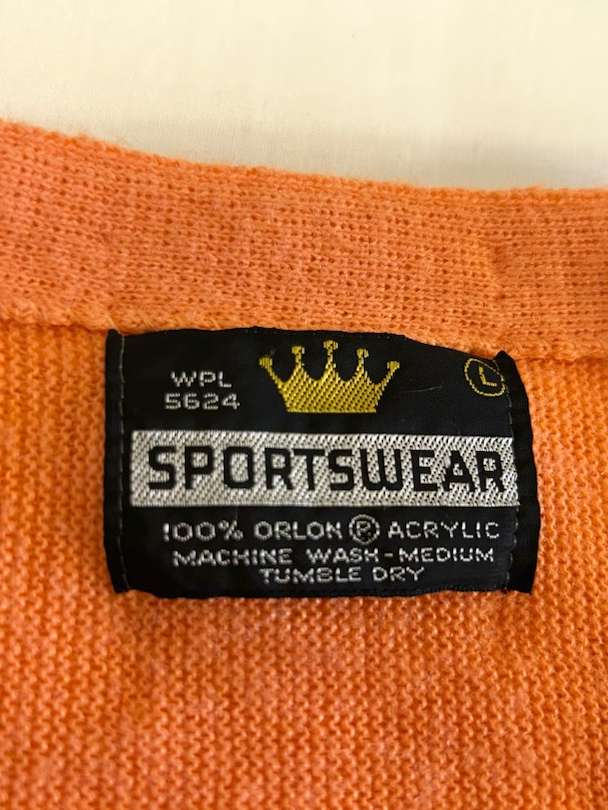 WPL
5624
L
SPORTSWEAR
100% ORLON ® ACRYLIC
MACHINE WASH-MEDIUM
TUMBLE DRY